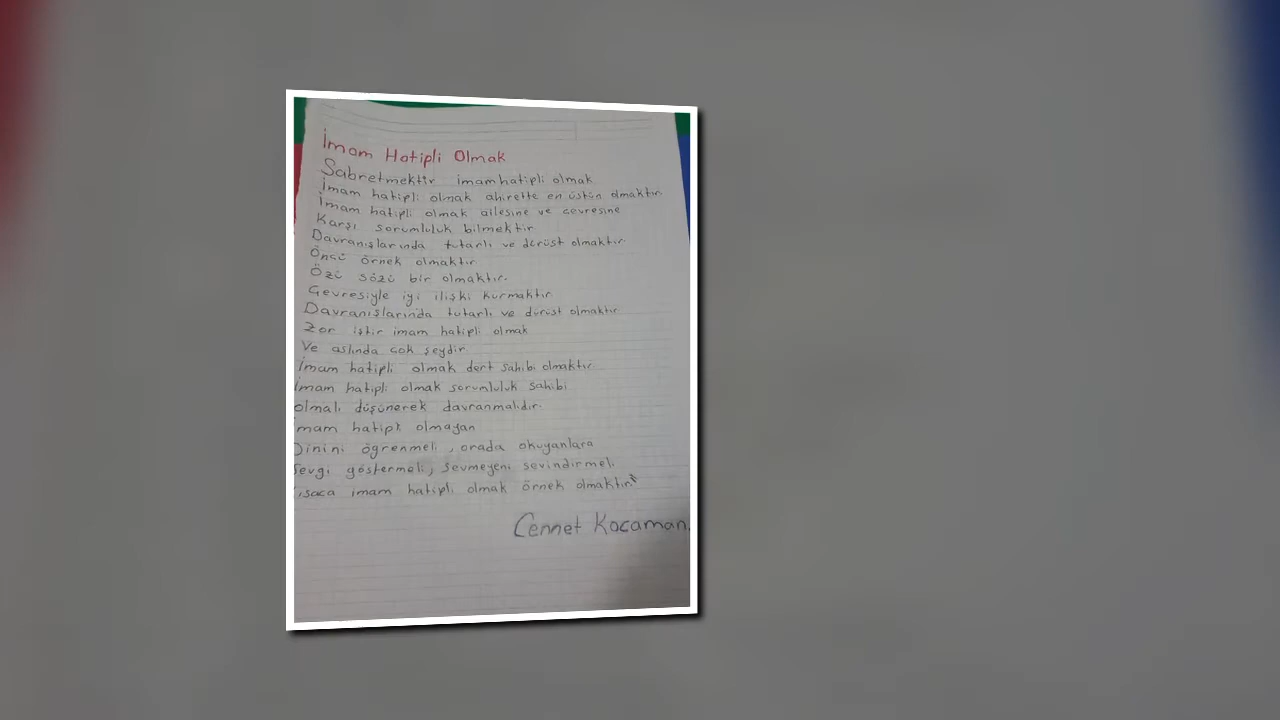 İmam Hatipli Olmak
Sabretmektir imamhatipli olmak
İmam hatipli olmak ahirette en üstün olmaktır
İmam hatipli olmak ailesine ve çevresine
Karşı sorumluluk bilmektir
Davranışlarında tutarlı ve dürüst olmaktır.
Öncü örnek olmaktır
Özü sözü bir olmaktır.
Çevresiyle iyi ilişki kurmaktır
Davranışlarında tutarlı ve dürüst olmaktır
Zor iştir imam hatipli olmak
Ve aslında çok şeydir.
İmam hatipli olmak dert sahibi olmaktır.
İmam hatipli olmak sorumluluk sahibi
olmalı düşünerek davranmalıdır.
imam olmayan
Dinini öğrenmeli, orada okuyanlara
Sevgi göstermeli, sevmeyeni sevindirmeli
ısaca imam hatipli olmak örnek olmaktır
Cennet Kocaman